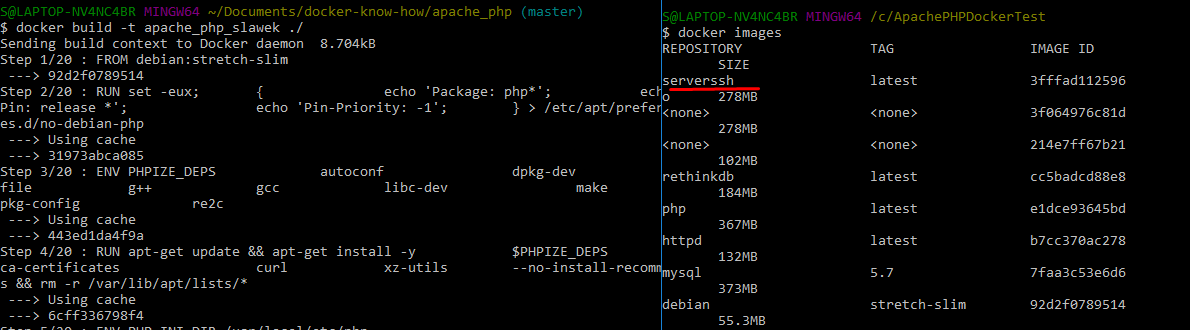 S@LAPTOP-NV4NC4BR MINGW64 ~/Documents/docker-know-how/apache_php (master)
$ docker build -t apache_php_slawek ./
Sending build context to Docker daemon  8.704kB
Step 1/20 : FROM debian:stretch-slim
 ---> 92d2f0789514
Step 2/20 : RUN set -eux;       {               echo 'Package: php*';           ech
Pin: release *';                echo 'Pin-Priority: -1';        } > /etc/apt/prefer
es.d/no-debian-php
 ---> Using cache
 ---> 31973abca085
Step 3/20 : ENV PHPIZE_DEPS             autoconf                dpkg-dev
file            g++             gcc             libc-dev                make
pkg-config              re2c
 ---> Using cache
 ---> 443ed1da4f9a
Step 4/20 : RUN apt-get update && apt-get install -y            $PHPIZE_DEPS
ca-certificates                 curl            xz-utils        --no-install-recomm
s && rm -r /var/lib/apt/lists/*
 ---> Using cache
 ---> 6cff336798f4
S@LAPTOP-NV4NC4BR MINGW64 /c/ApachePHPDockerTest
$ docker images
REPOSITORY                TAG                 IMAGE ID
       SIZE
serverssh                 latest              3fffad112596
o      278MB
<none>                    <none>              3f064976c81d
       278MB
<none>                    <none>              214e7ff67b21
       102MB
rethinkdb                 latest              cc5badcd88e8
       184MB
php                       latest              e1dce93645bd
       367MB
httpd                     latest              b7cc370ac278
       132MB
mysql                     5.7                 7faa3c53e6d6
       373MB
debian                    stretch-slim        92d2f0789514
       55.3MB